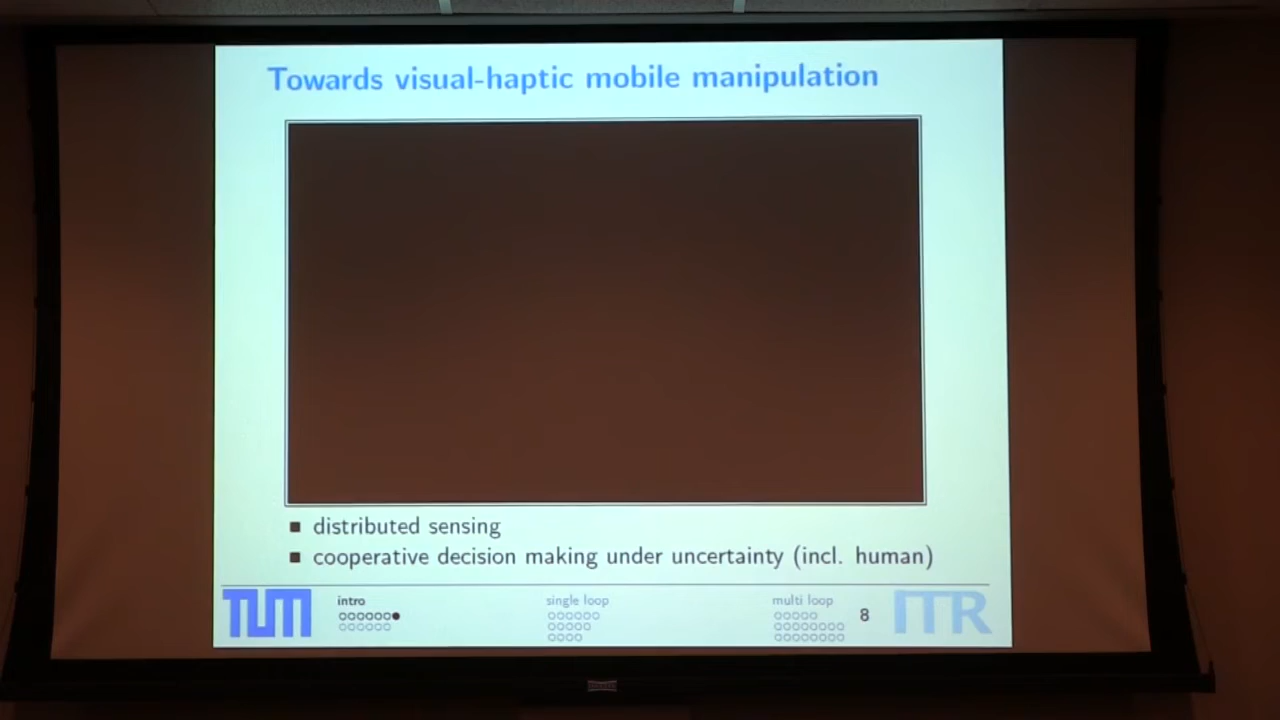 Towards visual-haptic mobile manipulation
distributed sensing
cooperative decision making under uncertainty (incl. human)
TUM
intro
single loop
multi loop
8
ITR